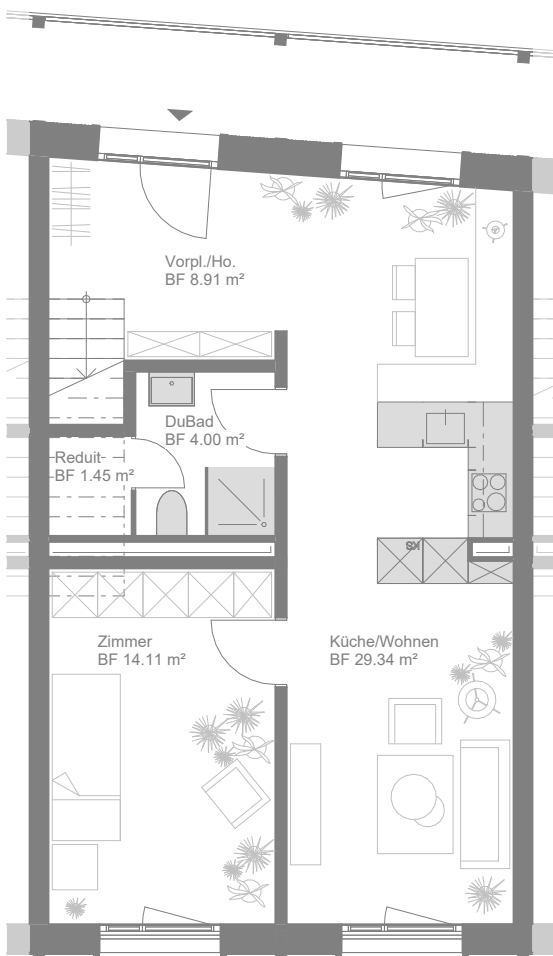 Vorpl./Ho.
BF 8.91 m²
DuBad
BF 4.00 m²
Reduit
BF 1.45 m²
Zimmer
BF 14.11 m²
Küche/Wohnen
BF 29.34 m²